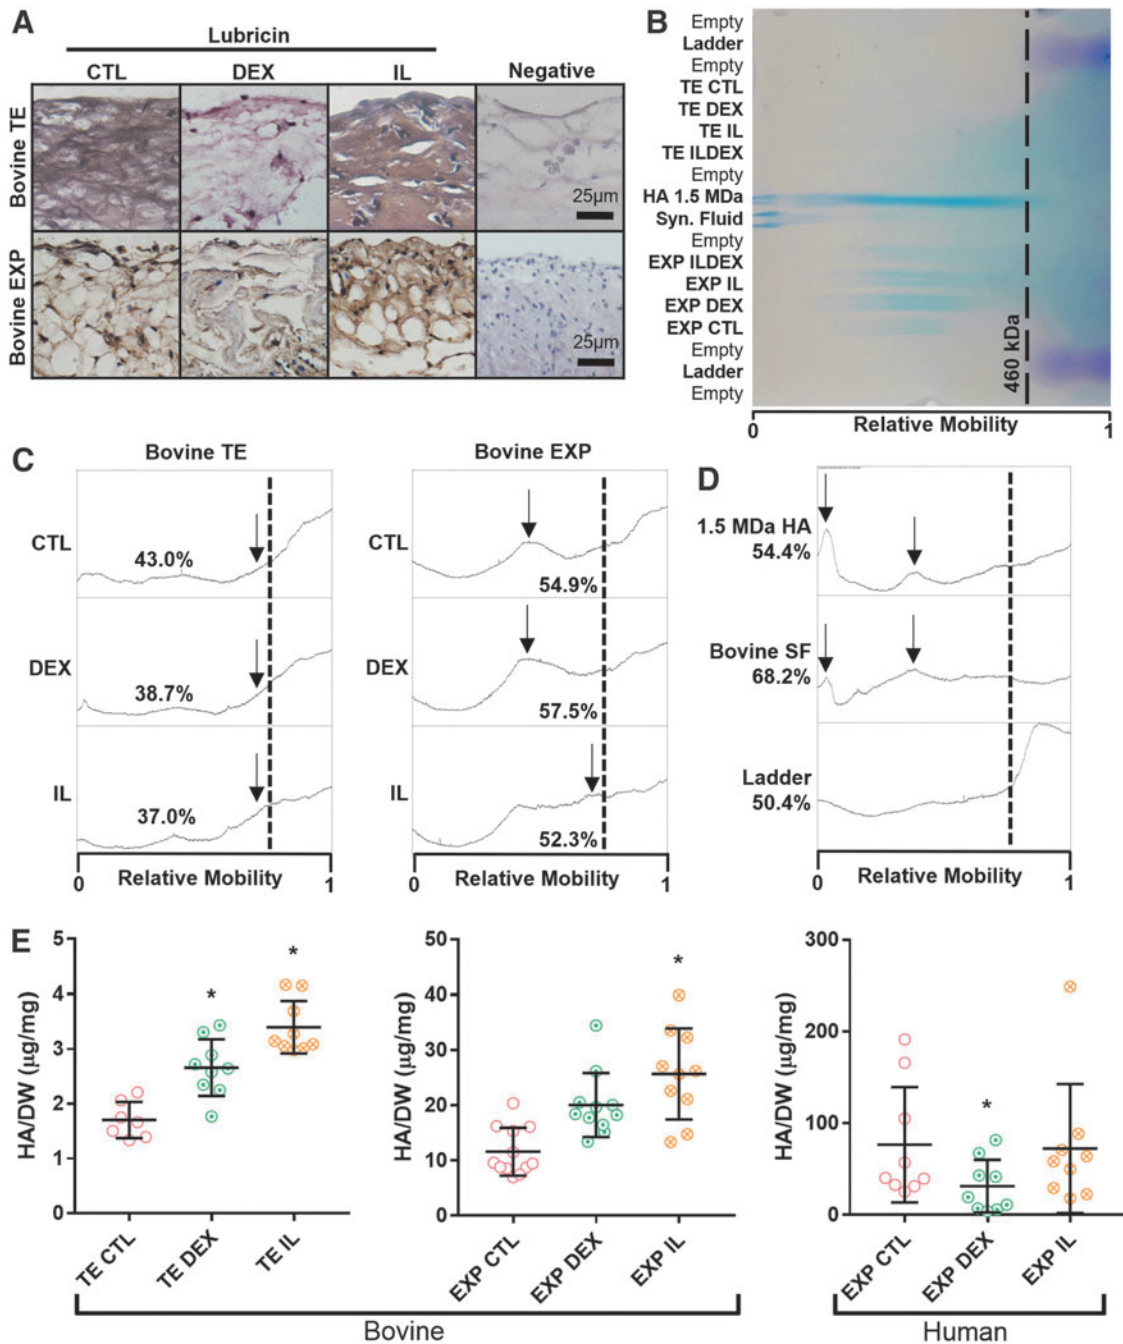 A
Lubricin
CTL DEX IL Negative
Bovine TE
25µm
Bovine EXP
25µm
B
Empty
Ladder
Empty
TE CTL
TE DEX
TE IL
TE ILDEX
Empty
HA 1.5 MDa
Syn. Fluid
Empty
EXP ILDEX
EXP IL
EXP DEX
EXP CTL
Empty
Ladder
Empty
460 kDa
0 Relative Mobility 1
C
Bovine TE Bovine EXP
CTL 43.0% CTL 54.9%
DEX 38.7% DEX 57.5%
IL 37.0% IL 52.3%
0 Relative Mobility 1
0 Relative Mobility 1
D
1.5 MDa HA
54.4%
Bovine SF
68.2%
Ladder
50.4%
0 Relative Mobility 1
E
HA/DW (µg/mg)
5
4
3
2
1
0
* *
TE CTL TE DEX TE IL
HA/DW (µg/mg)
50
40
30
20
10
0
*
EXP CTL EXP DEX EXP IL
Bovine
HA/DW (µg/mg)
300
200
100
0
*
EXP CTL EXP DEX EXP IL
Human